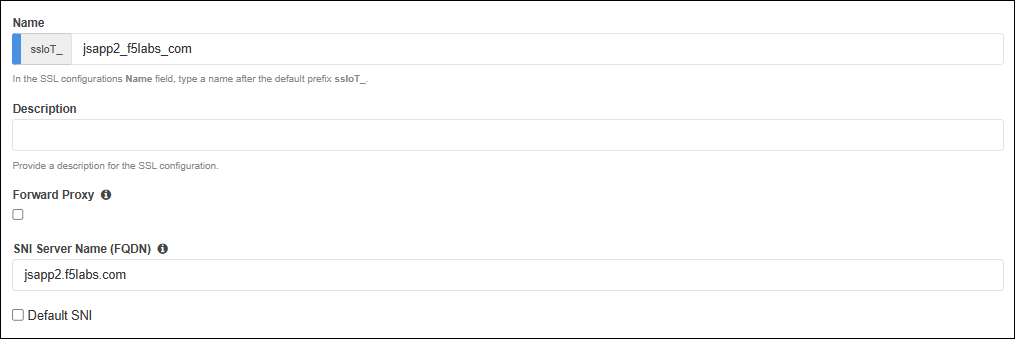 Name
ssloT_ jsapp2_f5labs_com
In the SSL configurations Name field, type a name after the default prefix ssloT_.
Description
Provide a description for the SSL configuration.
Forward Proxy
SNI Server Name (FQDN)
jsapp2.f5labs.com
Default SNI